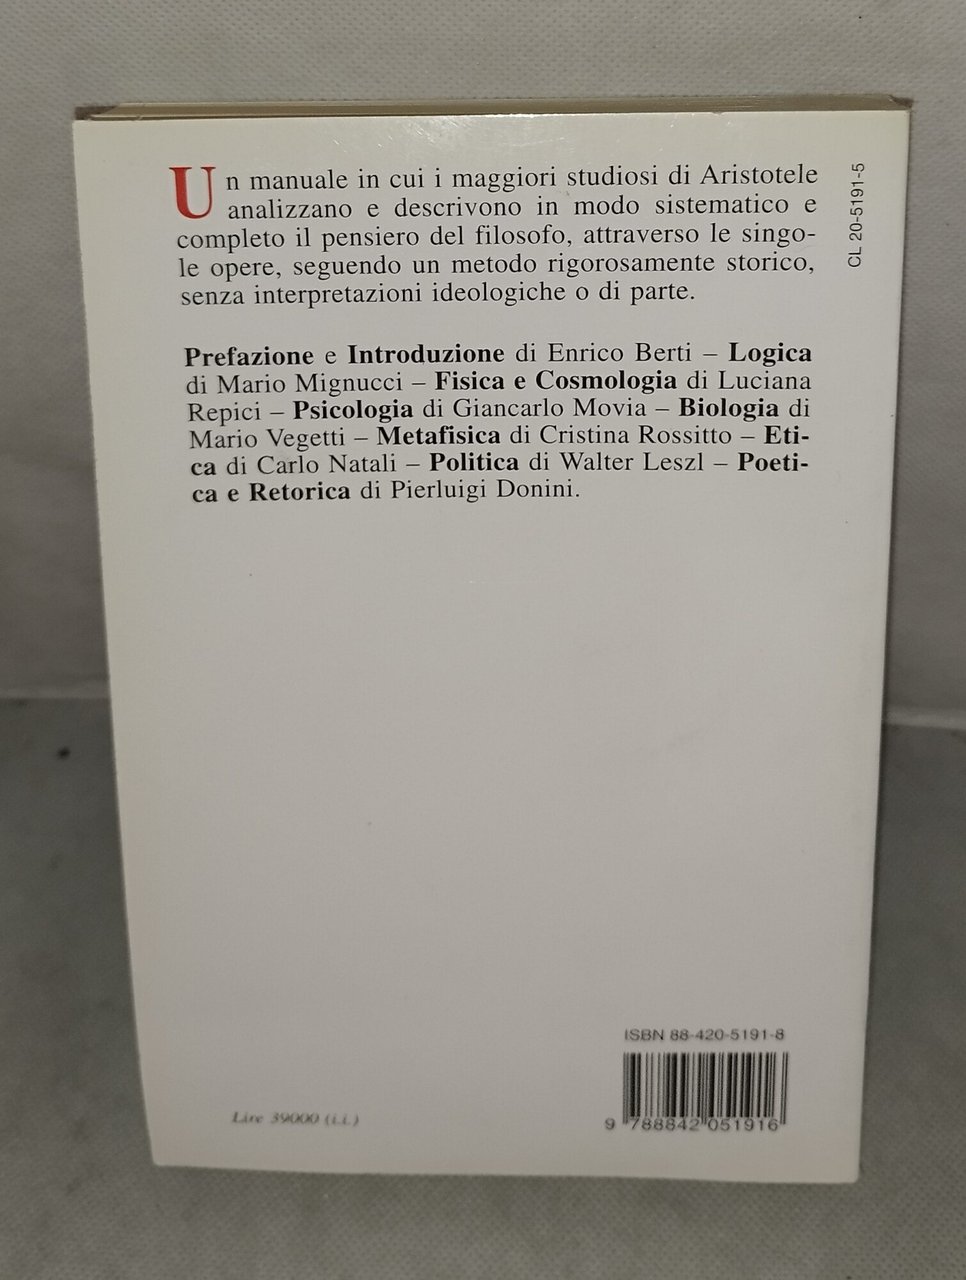 Un manuale in cui i maggiori studiosi di Aristotele
analizzano e descrivono in modo sistematico e
completo il pensiero del filosofo, attraverso le singo-
le opere, seguendo un metodo rigorosamente storico,
senza interpretazioni ideologiche o di parte.
Prefazione e Introduzione di Enrico Berti – Logica
di Mario Mignucci – Fisica e Cosmologia di Luciana
Repici – Psicologia di Giancarlo Movia – Biologia di
Mario Vegetti – Metafisica di Cristina Rossitto – Eti-
ca di Carlo Natali – Politica di Walter Leszl – Poeti-
ca e Retorica di Pierluigi Donini.
CL 20-5191-5
ISBN 88-420-5191-8
9 788842 051916
Lire 39000 (i.i.)